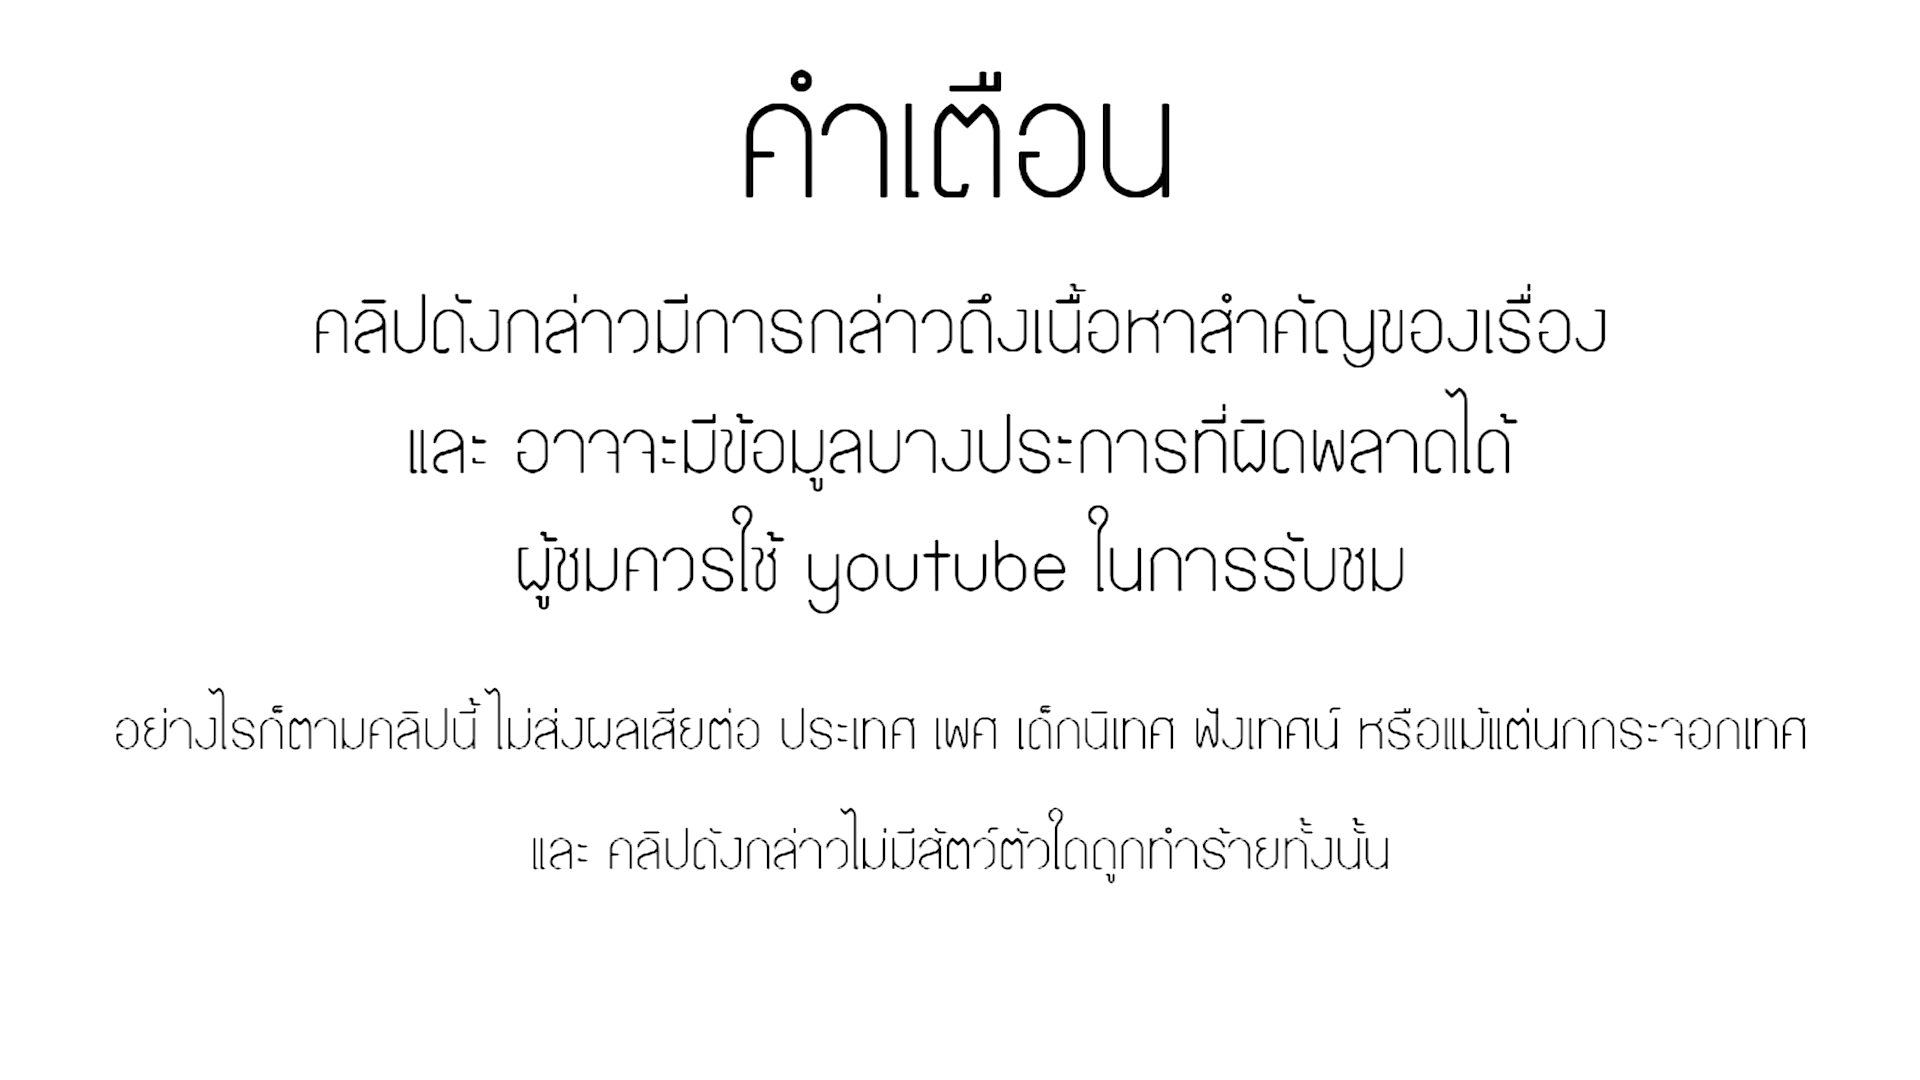 คำเตือน
คลิปดังกล่าวมีการกล่าวถึงเนื้อหาสำคัญของเรื่อง
และ อาจจะมีข้อมูลบางประการที่ผิดพลาดได้
ผู้ชมควรใช้ youtube ในการรับชม
อย่างไรก็ตามคลิปนี้ ไม่ส่งผลเสียต่อ ประเทศ เพศ เด็กนิเทศ ฟังเทศน์ หรือแม้แต่นกกระจอกเทศ
และ คลิปดังกล่าวไม่มีสัตว์ตัวใดถูกทำร้ายทั้งนั้น